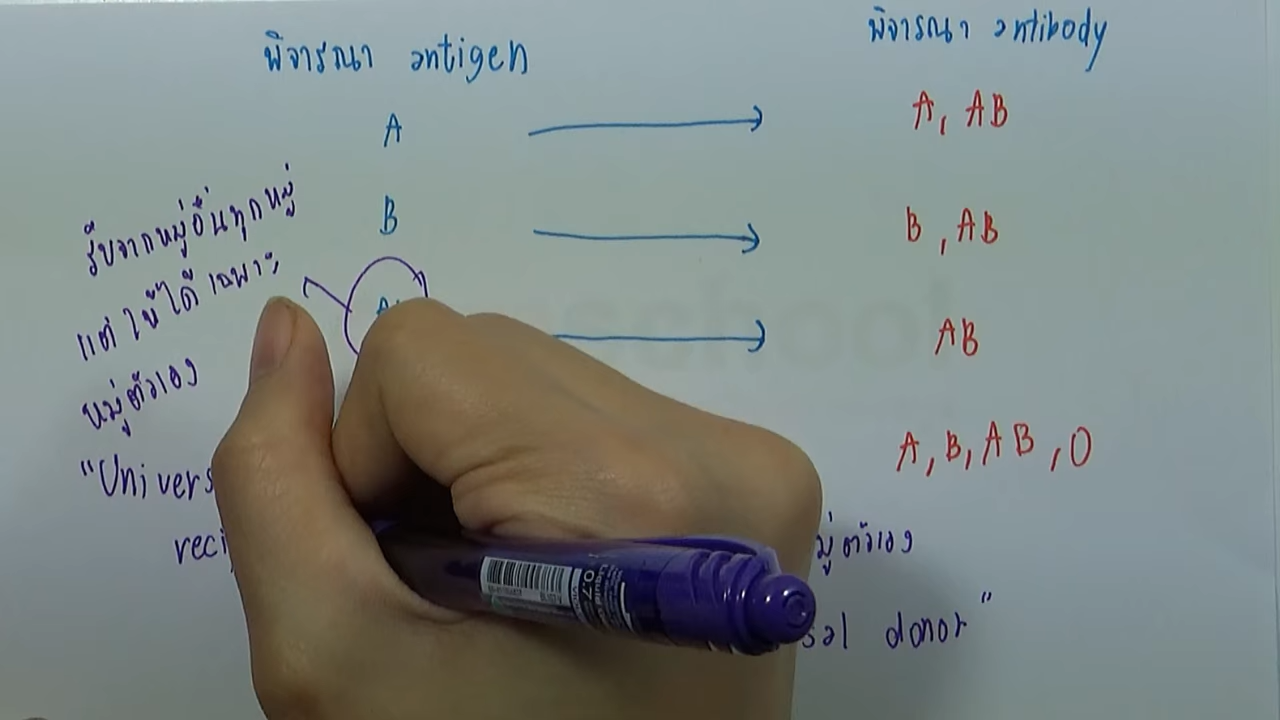 พิจารณา antigen
พิจารณา antibody
A
A, AB
B
B, AB
AB
A, B, AB, O
รับจากหมู่อื่นทุกหมู่
แต่ให้ได้เฉพาะ
หมู่ตัวเอง
"Univers
reci
หมู่ตัวเอง
sal donor"
0.7